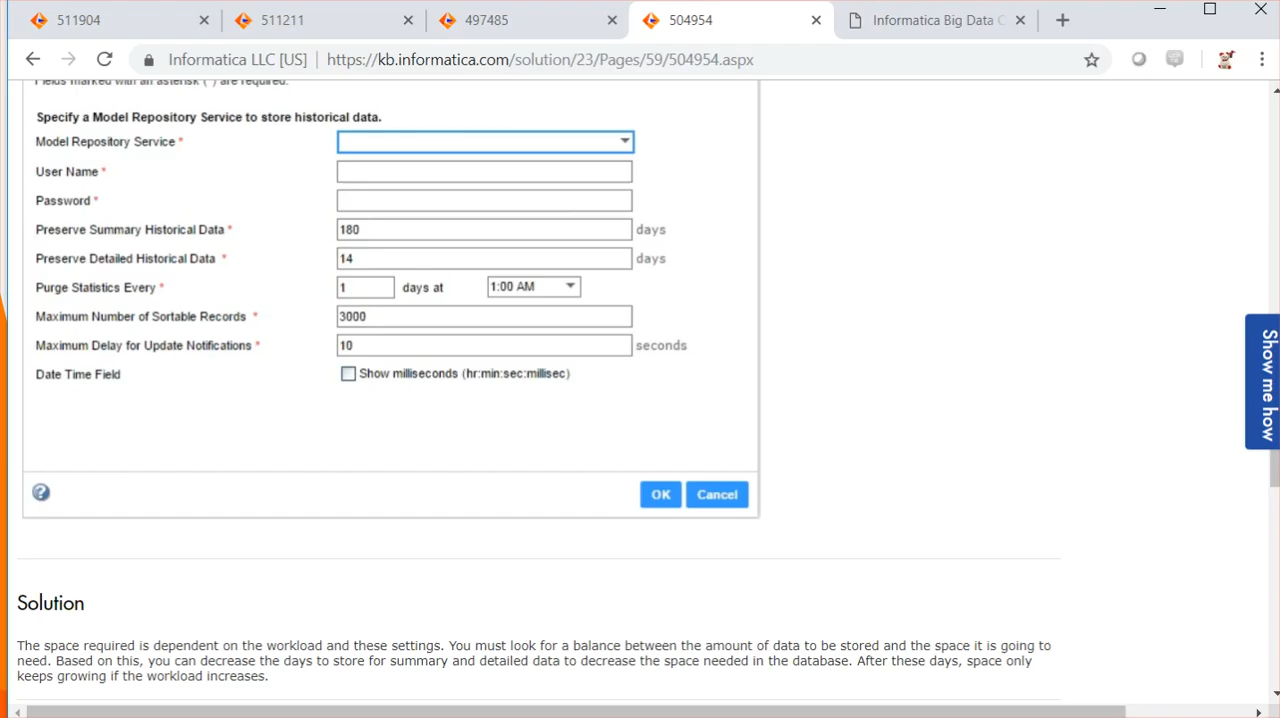 511904
511211
497485
504954
Informatica Big Data
Informatica LLC [US]
https://kb.informatica.com/solution/23/Pages/59/504954.aspx
Fields marked with an asterisk (*) are required.
Specify a Model Repository Service to store historical data.
Model Repository Service *
User Name *
Password *
Preserve Summary Historical Data * 180 days
Preserve Detailed Historical Data * 14 days
Purge Statistics Every * 1 days at 1:00 AM
Maximum Number of Sortable Records * 3000
Maximum Delay for Update Notifications * 10 seconds
Date Time Field Show milliseconds (hr:min:sec:millisec)
Show me how
? OK Cancel
Solution
The space required is dependent on the workload and these settings. You must look for a balance between the amount of data to be stored and the space it is going to
need. Based on this, you can decrease the days to store for summary and detailed data to decrease the space needed in the database. After these days, space only
keeps growing if the workload increases.